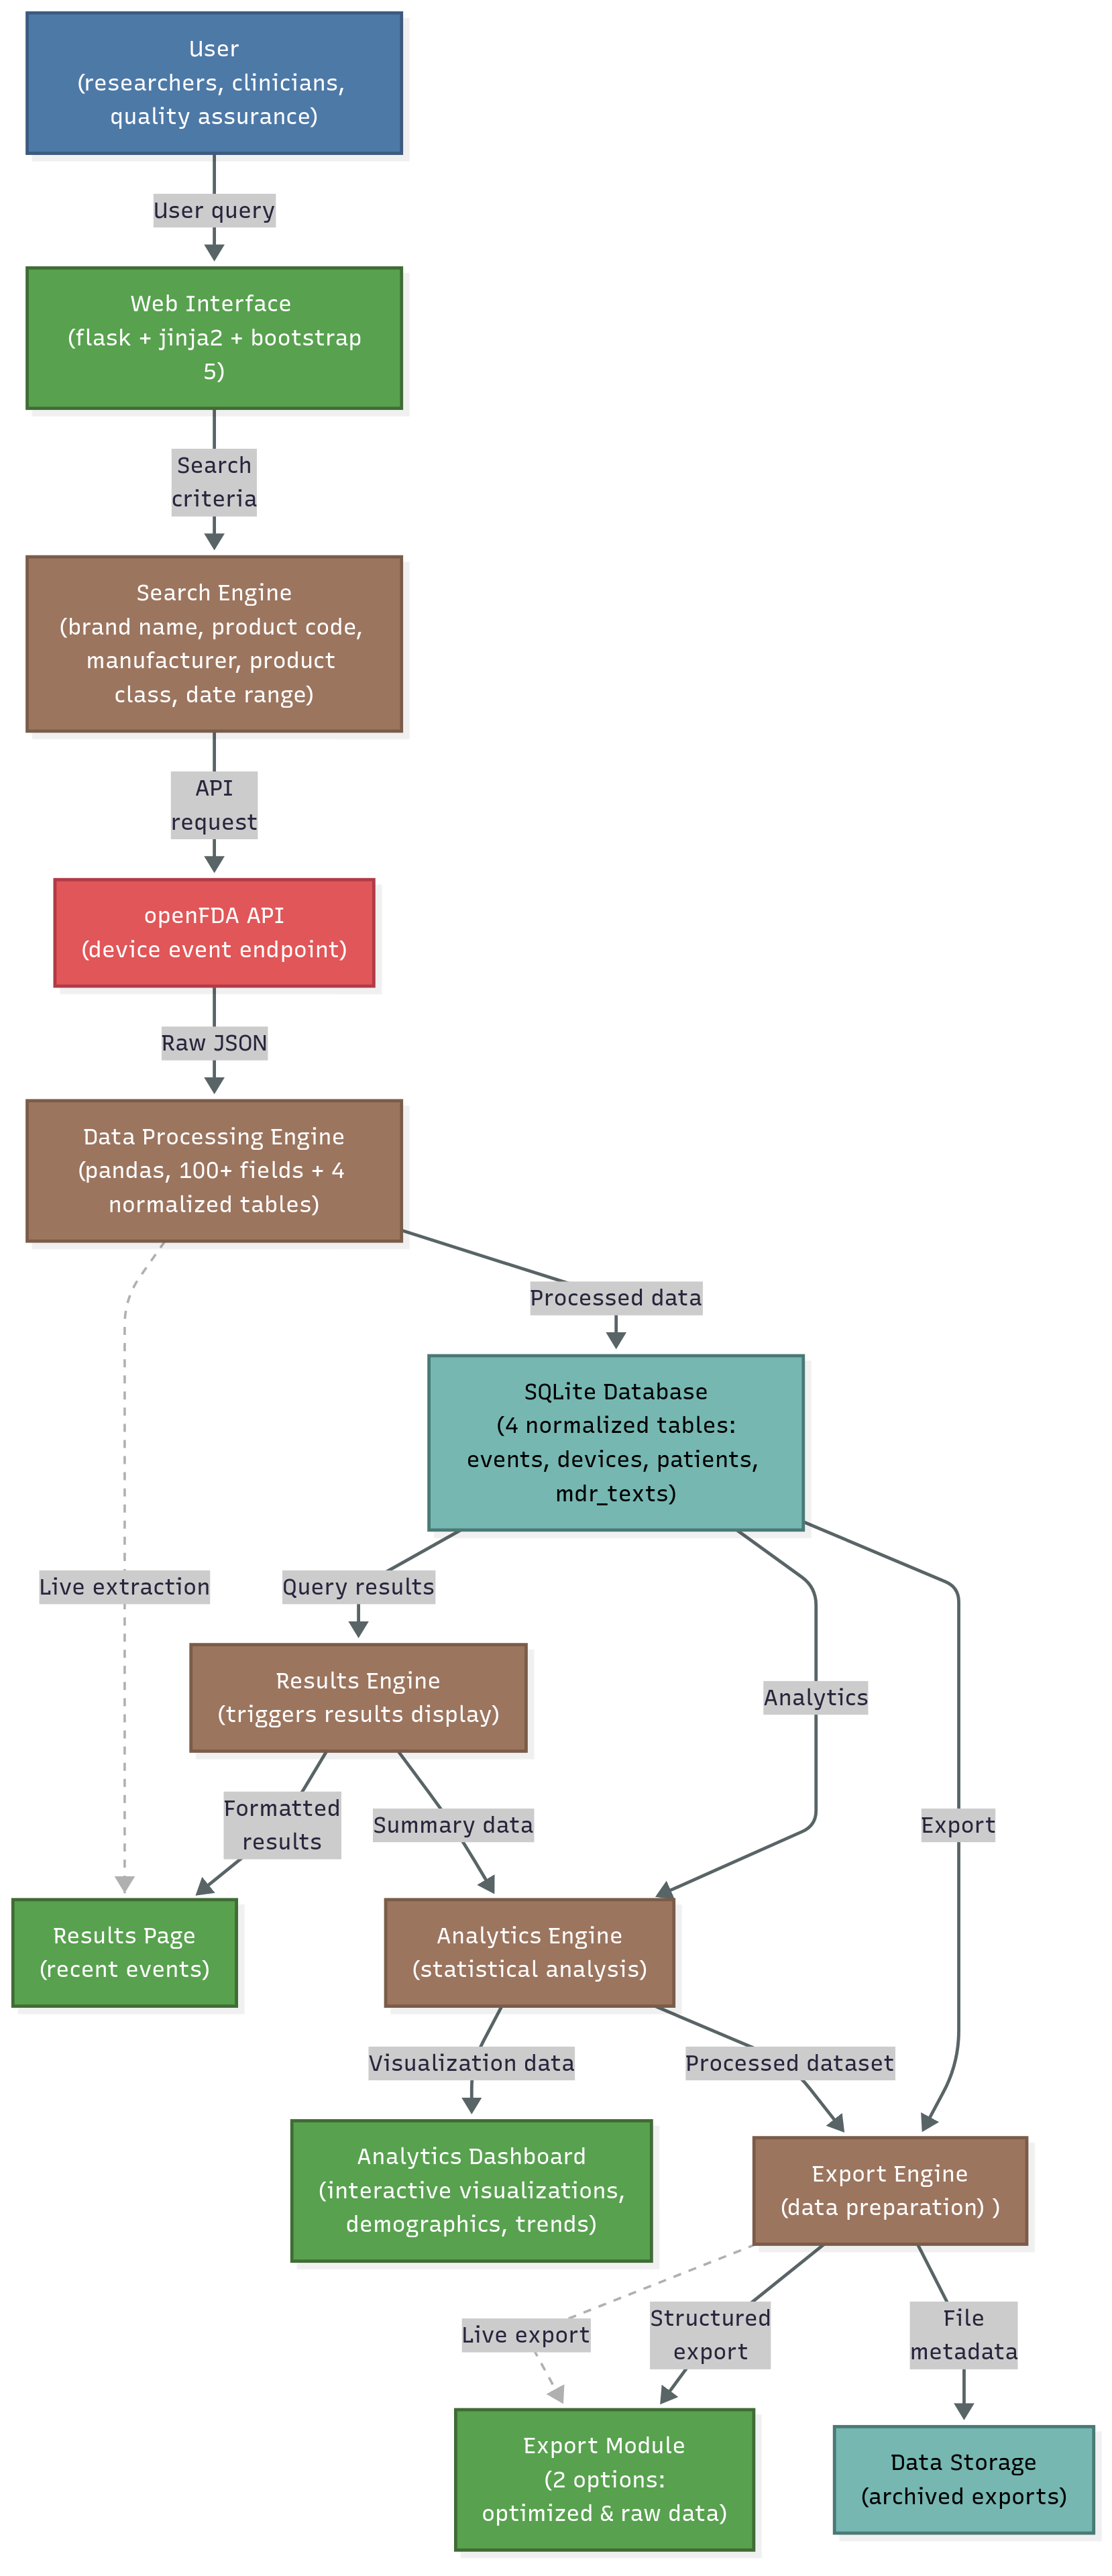 User
(researchers, clinicians,
quality assurance)
User query
Web Interface
(flask + jinja2 + bootstrap
5)
Search
criteria
Search Engine
(brand name, product code,
manufacturer, product
class, date range)
API
request
openFDA API
(device event endpoint)
Raw JSON
Data Processing Engine
(pandas, 100+ fields + 4
normalized tables)
Processed data
SQLite Database
(4 normalized tables:
events, devices, patients,
mdr_texts)
Live extraction
Query results
Results Engine
(triggers results display)
Analytics
Formatted
results
Summary data
Export
Results Page
(recent events)
Analytics Engine
(statistical analysis)
Visualization data
Processed dataset
Analytics Dashboard
(interactive visualizations,
demographics, trends)
Export Engine
(data preparation) )
Live export
Structured
export
File
metadata
Export Module
(2 options:
optimized & raw data)
Data Storage
(archived exports)